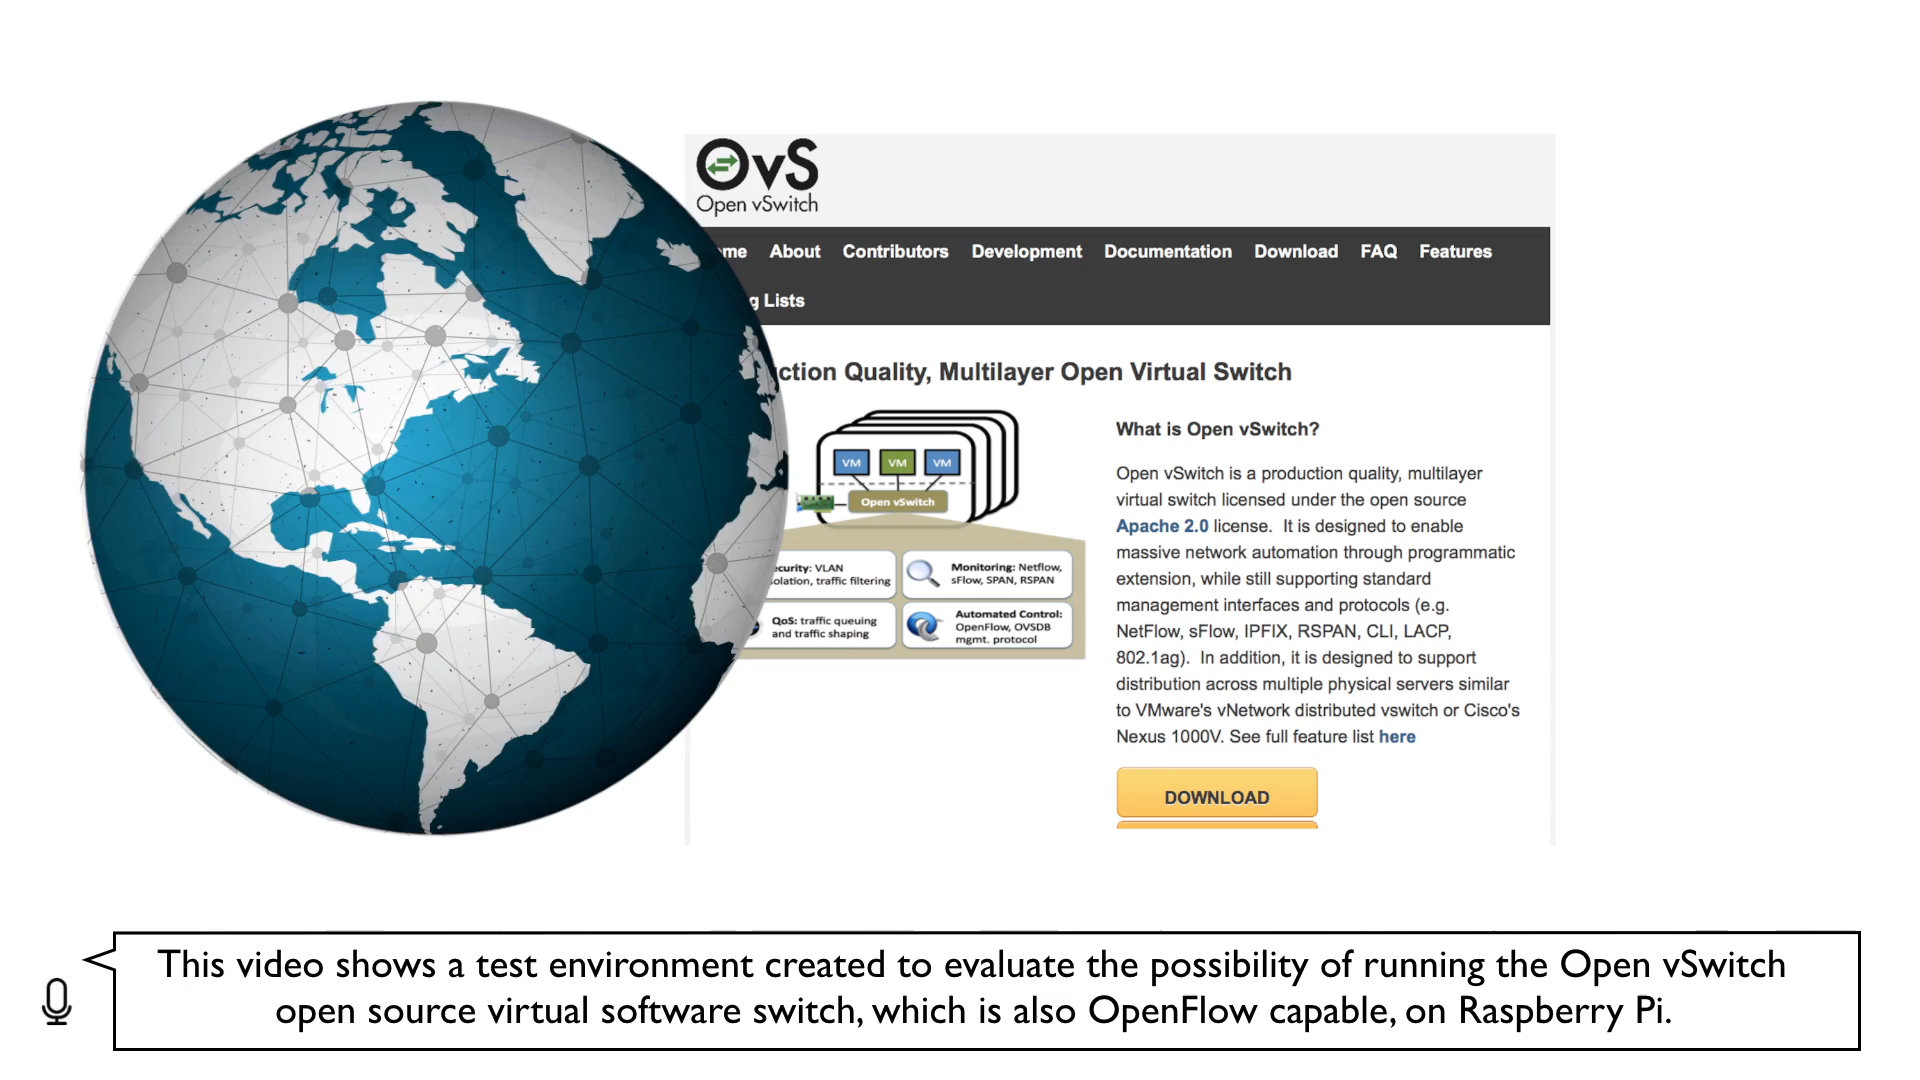 OvS
Open vSwitch
me About Contributors Development Documentation Download FAQ Features
g Lists
ction Quality, Multilayer Open Virtual Switch
VM VM VM
Open vSwitch
ecurity: VLAN
olation, traffic filtering
Monitoring: Netflow,
sFlow, SPAN, RSPAN
QoS: traffic queuing
and traffic shaping
Automated Control:
OpenFlow, OVSDB
mgmt. protocol
What is Open vSwitch?
Open vSwitch is a production quality, multilayer
virtual switch licensed under the open source
Apache 2.0 license. It is designed to enable
massive network automation through programmatic
extension, while still supporting standard
management interfaces and protocols (e.g.
NetFlow, sFlow, IPFIX, RSPAN, CLI, LACP,
802.1ag). In addition, it is designed to support
distribution across multiple physical servers similar
to VMware's vNetwork distributed vswitch or Cisco's
Nexus 1000V. See full feature list here
DOWNLOAD
This video shows a test environment created to evaluate the possibility of running the Open vSwitch
open source virtual software switch, which is also OpenFlow capable, on Raspberry Pi.